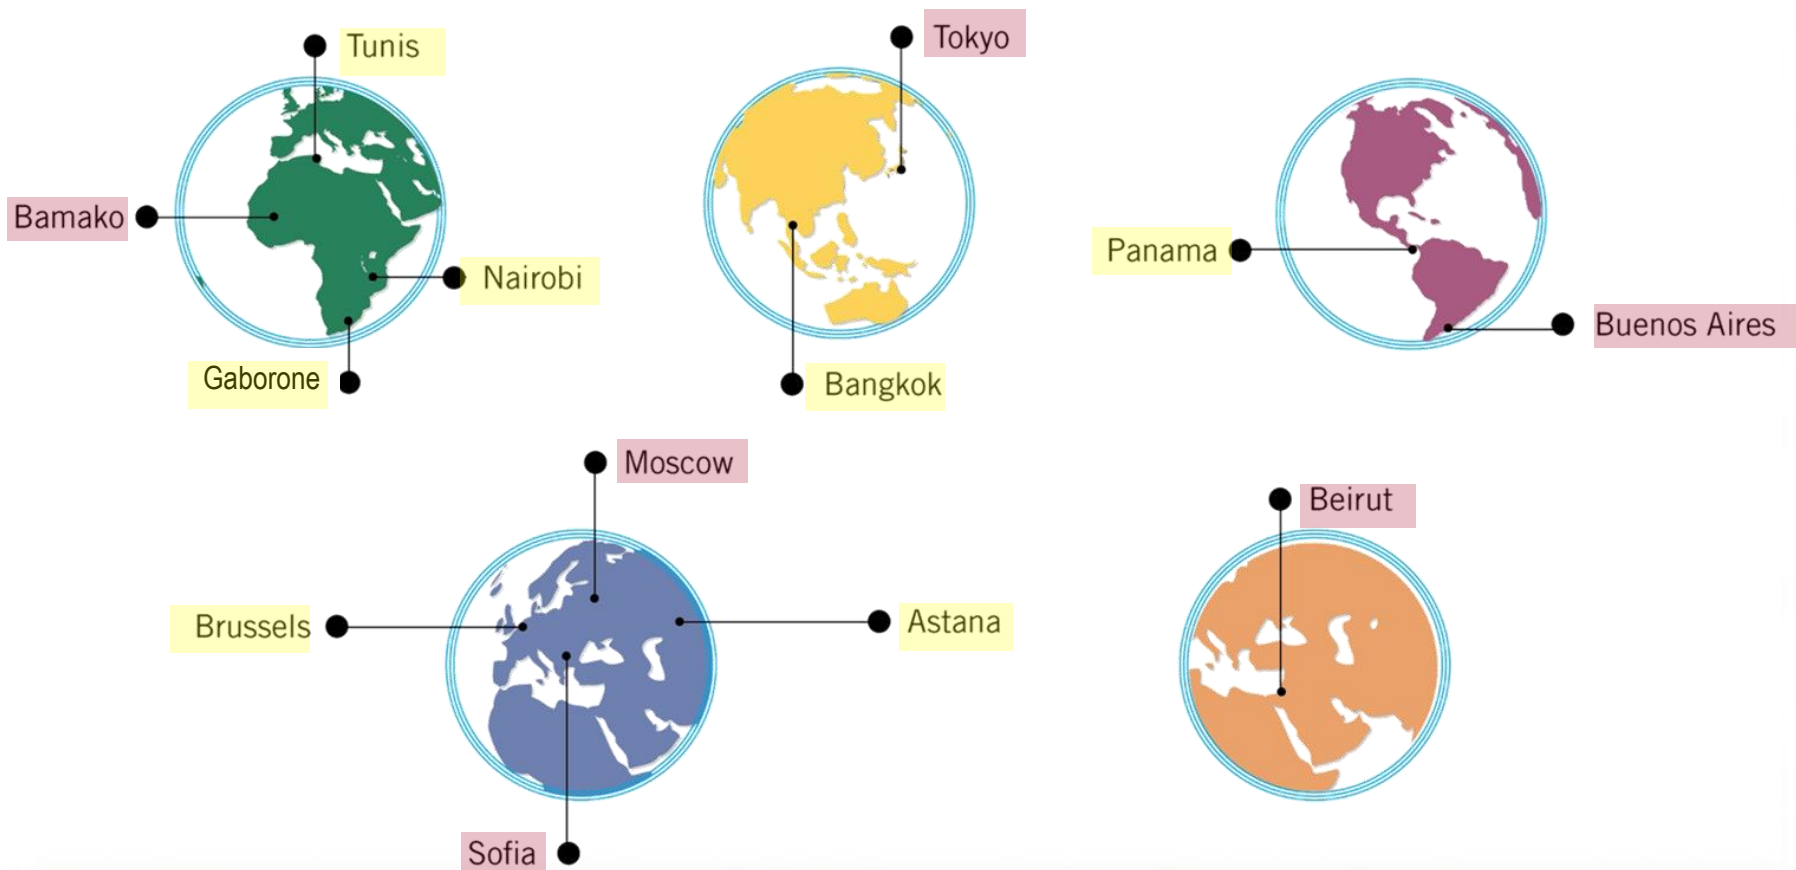 Tunis
Tokyo
Bamako
Nairobi
Panama
Buenos Aires
Gaborone
Bangkok
Moscow
Beirut
Brussels
Astana
Sofia